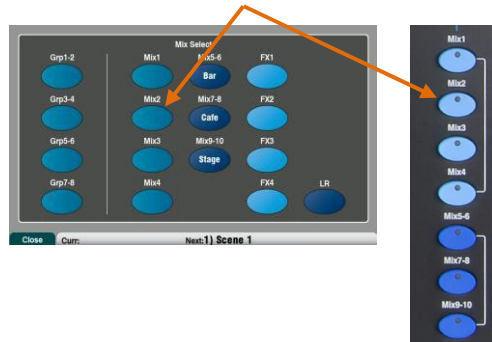 Mix Select
Grp1-2 Mix1 Mix5-6 FX1
Bar
Grp3-4 Mix2 Mix7-8 FX2
Cafe
Grp5-6 Mix3 Mix9-10 FX3
Stage
Grp7-8 Mix4 FX4 LR
Close Curr: Next:1) Scene 1
Mix1
Mix2
Mix3
Mix4
Mix5-6
Mix7-8
Mix9-10